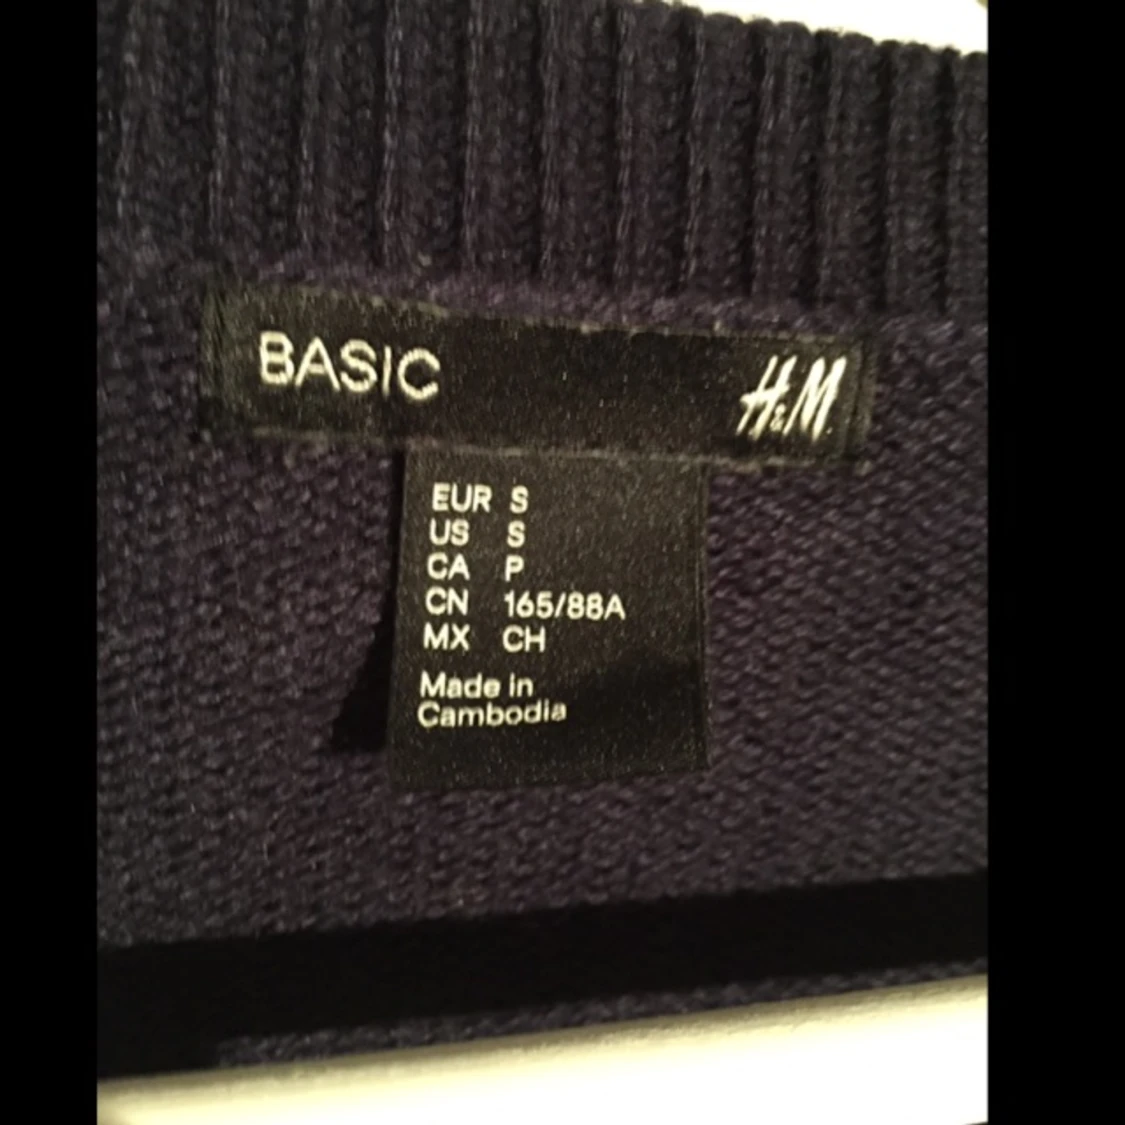 BASIC H&M
EUR S
US S
CA P
CN 165/88A
MX CH
Made in
Cambodia